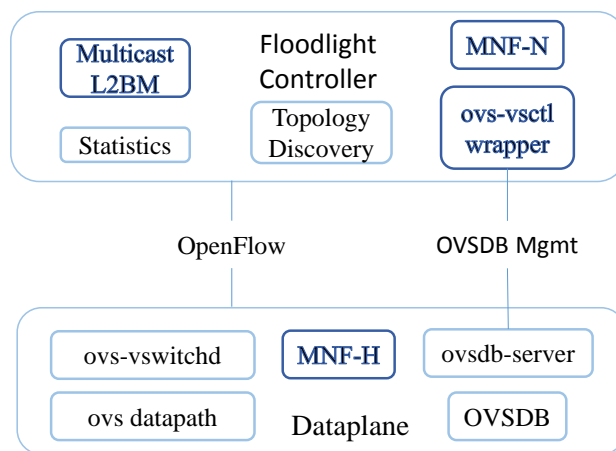 Multicast
L2BM
Floodlight
Controller
MNF-N
Statistics
Topology
Discovery
ovs-vsctl
wrapper
OpenFlow
OVSDB Mgmt
ovs-vswitchd
MNF-H
ovsdb-server
ovs datapath
Dataplane
OVSDB